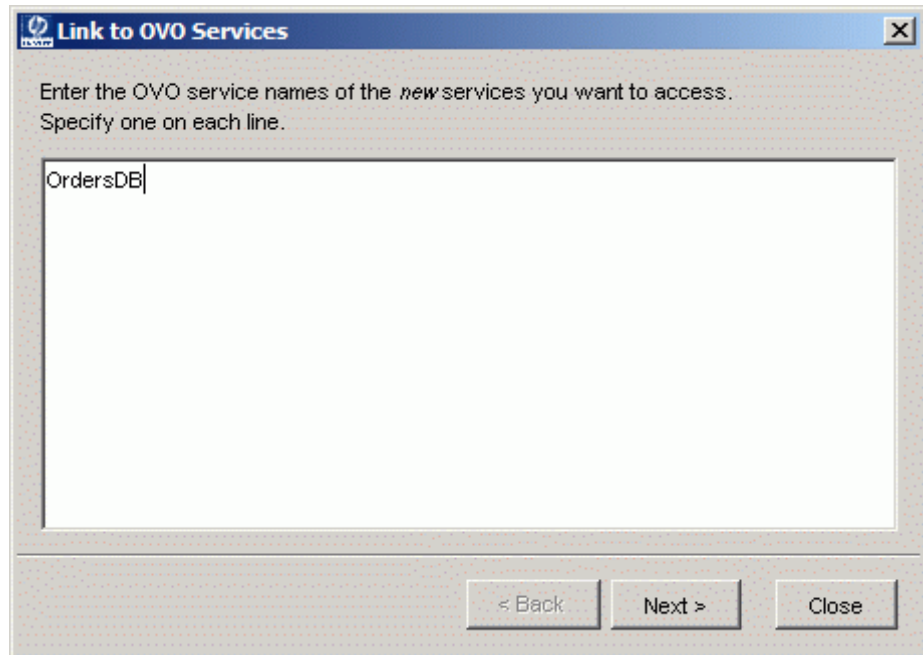 Link to OVO Services
Enter the OVO service names of the new services you want to access.
Specify one on each line.
OrdersDB
< Back
Next >
Close